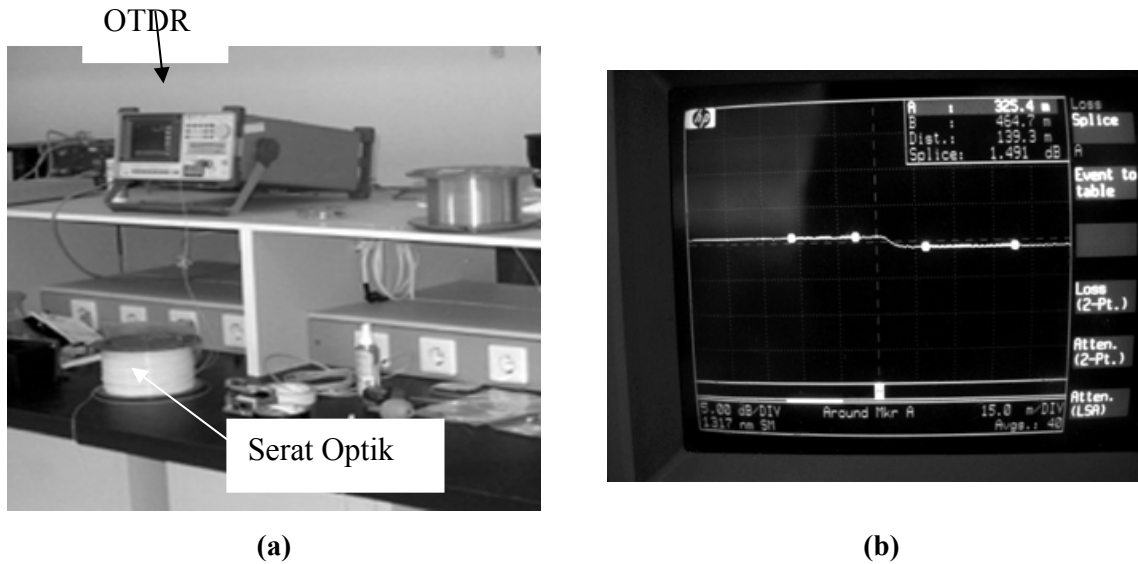 OTDR
Serat Optik
hp
A : 325.4 m
B : 464.7 m
Dist.: 139.3 m
Splice: 1.491 dB
Loss
Splice
A
Event to
table
Loss
(2-Pt.)
Atten.
(2-Pt.)
Atten.
(LSA)
5.00 dB/DIV Around Mkr A 15.0 m/DIV
1317 nm SM Avgs.: 40
(a) (b)